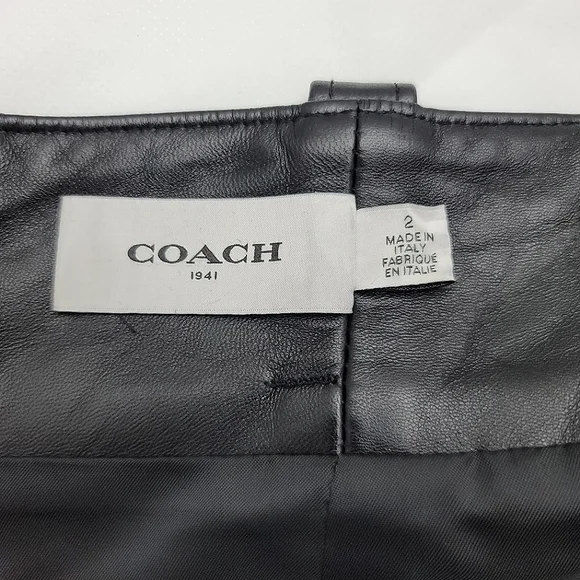 COACH
1941
2
MADE IN
ITALY
FABRIQUÉ
EN ITALIE